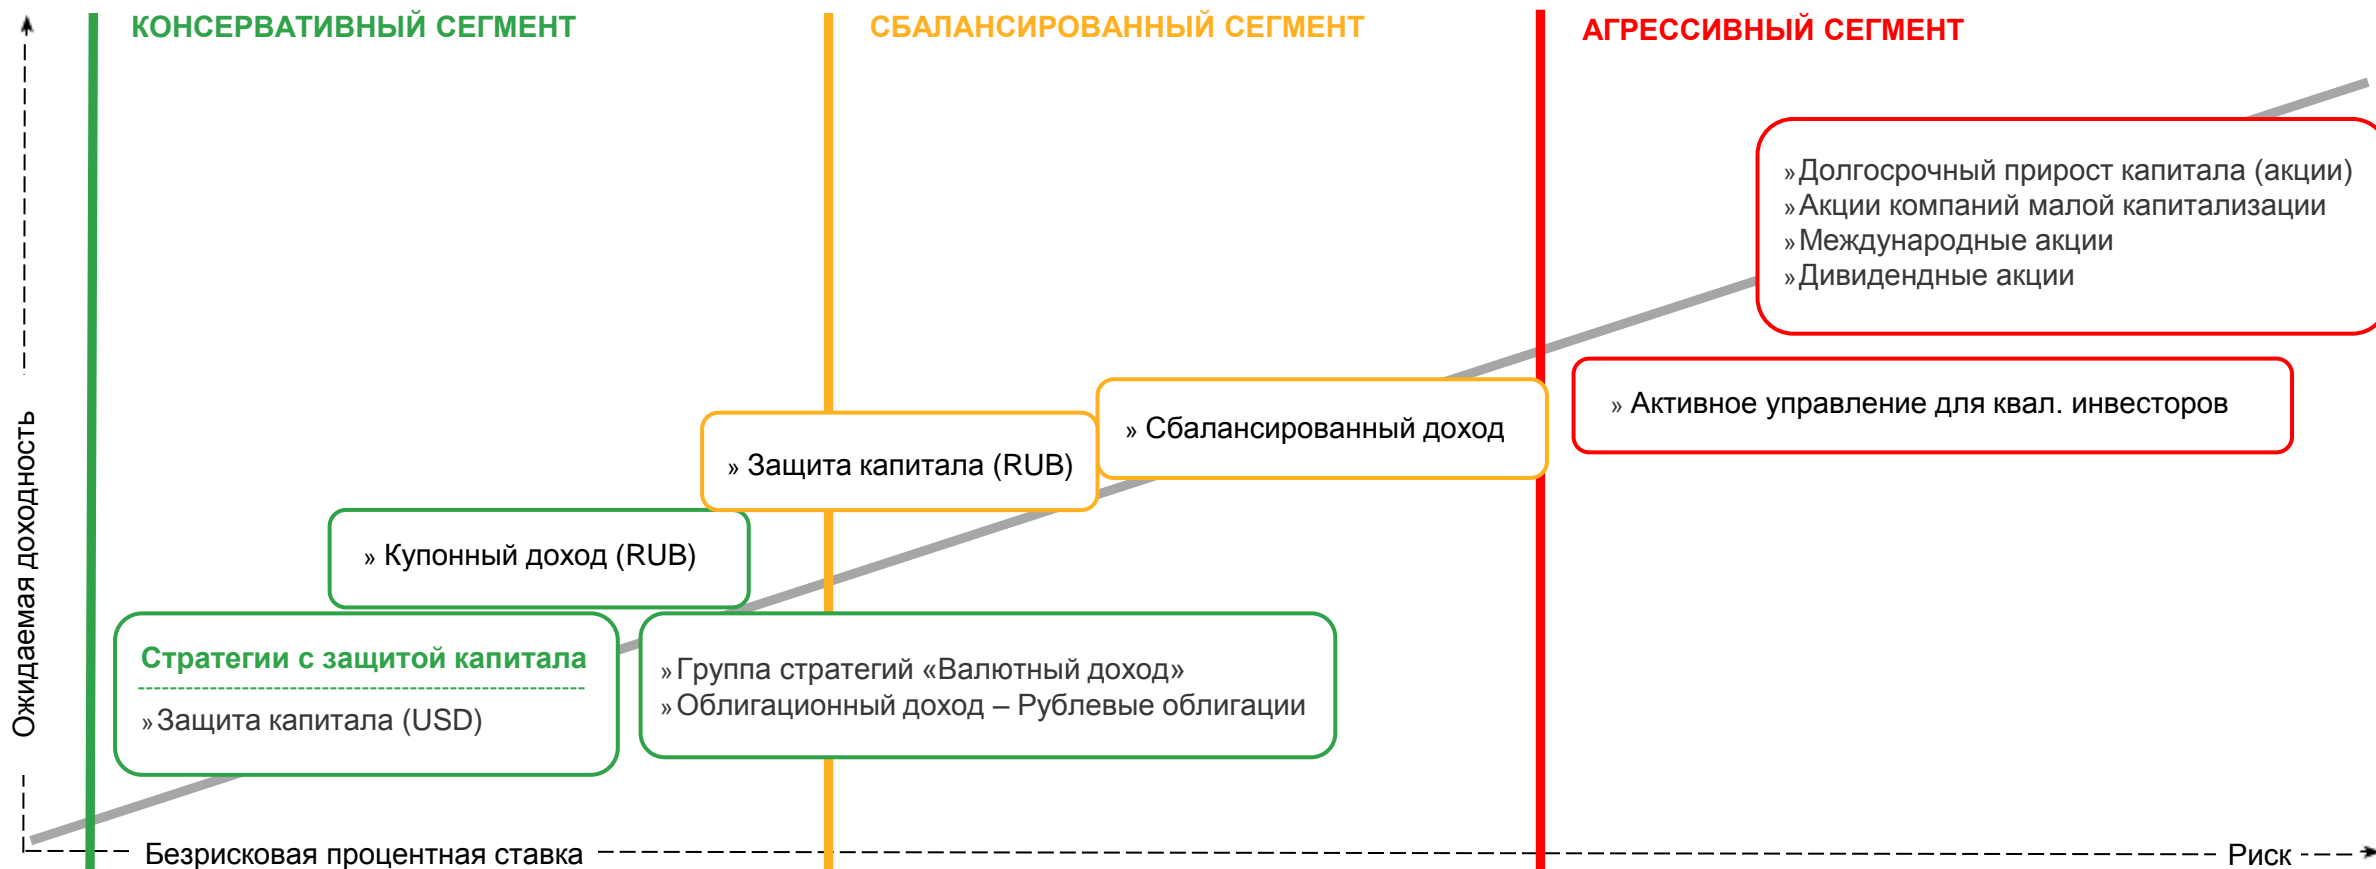 КОНСЕРВАТИВНЫЙ СЕГМЕНТ
СБАЛАНСИРОВАННЫЙ СЕГМЕНТ
АГРЕССИВНЫЙ СЕГМЕНТ
»Долгосрочный прирост капитала (акции)
»Акции компаний малой капитализации
»Международные акции
»Дивидендные акции
» Активное управление для квал. инвесторов
» Сбалансированный доход
» Защита капитала (RUB)
» Купонный доход (RUB)
Стратегии с защитой капитала
»Защита капитала (USD)
»Группа стратегий «Валютный доход»
»Облигационный доход – Рублевые облигации
Ожидаемая доходность
Безрисковая процентная ставка
Риск